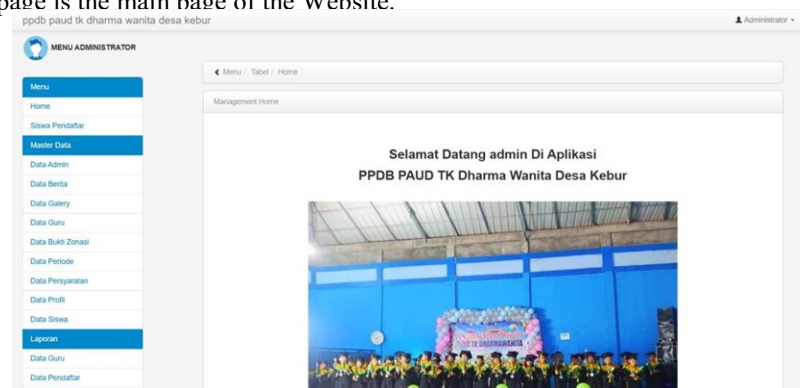 page is the main page of the Website.
ppdb paud tk dharma wanita desa kebur
Administrator
MENU ADMINISTRATOR
Menu / Tabel / Home
Management Home
Menu
Home
Siswa Pendaftar
Master Data
Data Admin
Data Berita
Data Galery
Data Guru
Data Bukti Zonasi
Data Periode
Data Persyaratan
Data Profil
Data Siswa
Laporan
Data Guru
Data Pendaftar
Selamat Datang admin Di Aplikasi
PPDB PAUD TK Dharma Wanita Desa Kebur